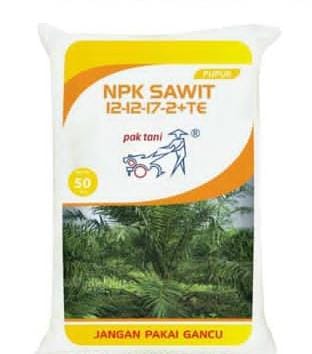 PUPUK
NPK SAWIT
12-12-17-2+TE
pak tani ®
50
JANGAN PAKAI GANCU